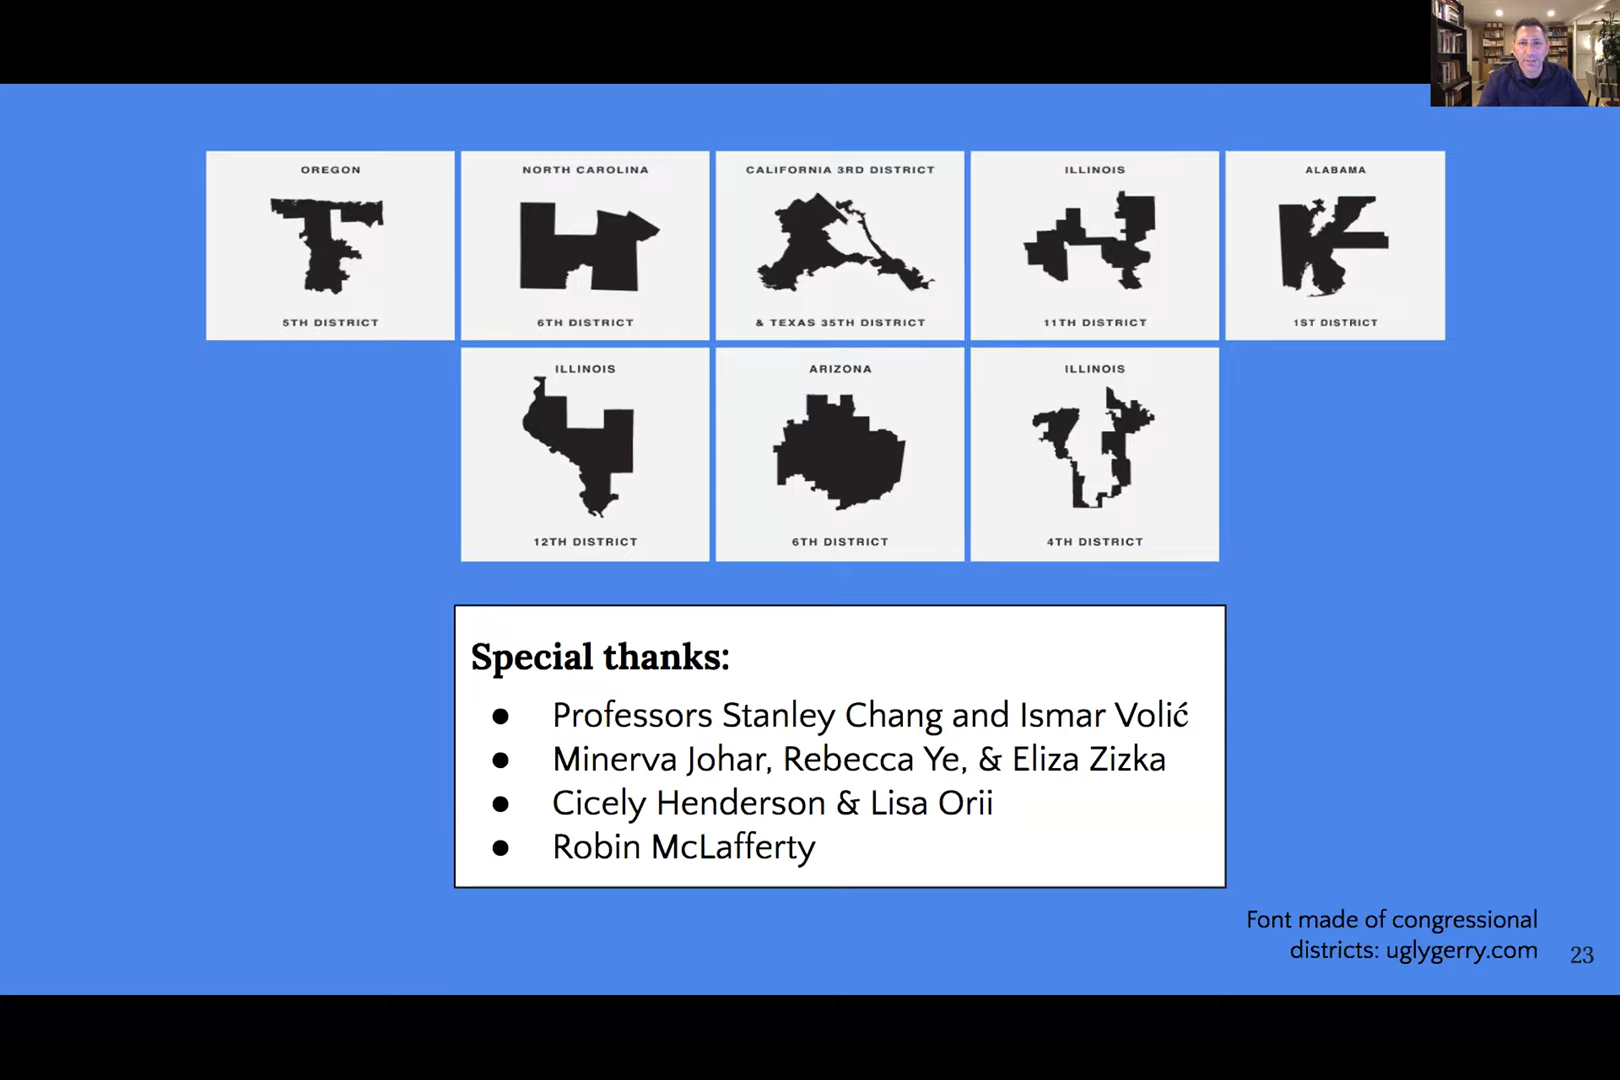 OREGON
5TH DISTRICT
NORTH CAROLINA
6TH DISTRICT
CALIFORNIA 3RD DISTRICT
& TEXAS 35TH DISTRICT
ILLINOIS
11TH DISTRICT
ALABAMA
1ST DISTRICT
ILLINOIS
12TH DISTRICT
ARIZONA
6TH DISTRICT
ILLINOIS
4TH DISTRICT
Special thanks:
● Professors Stanley Chang and Ismar Volić
● Minerva Johar, Rebecca Ye, & Eliza Zizka
● Cicely Henderson & Lisa Orii
● Robin McLafferty
Font made of congressional
districts: uglygerry.com
23